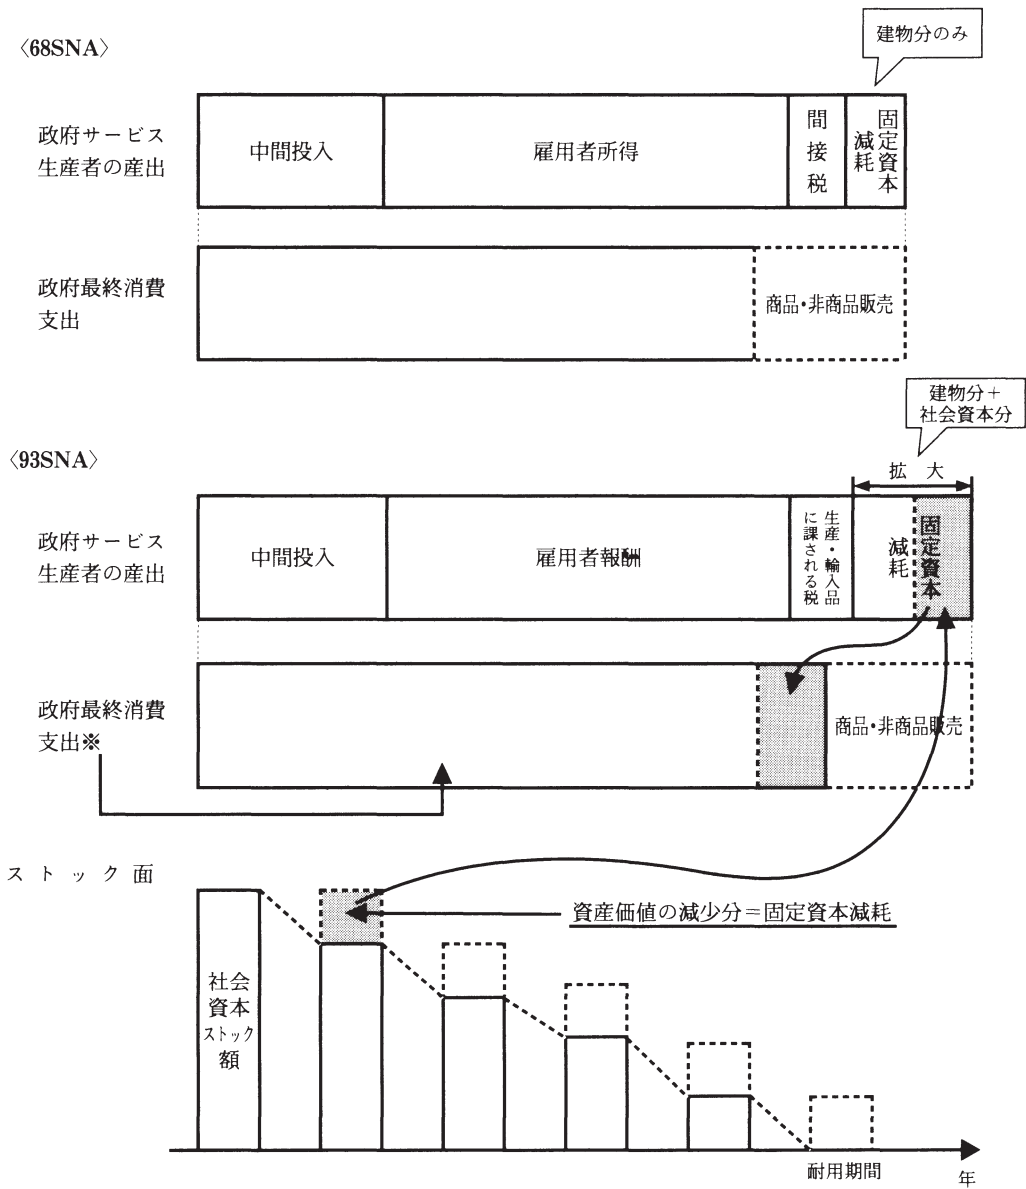 〈68SNA〉
建物分のみ
政府サービス
生産者の産出
中間投入
雇用者所得
間接税
固定資本
減耗
政府最終消費
支出
商品・非商品販売
建物分＋
社会資本分
〈93SNA〉
拡大
政府サービス
生産者の産出
中間投入
雇用者報酬
生産・輸入品
に課される税
固定資本
減耗
政府最終消費
支出※
商品・非商品販売
ストック面
資産価値の減少分＝固定資本減耗
社会
資本
ストック
額
耐用期間
年